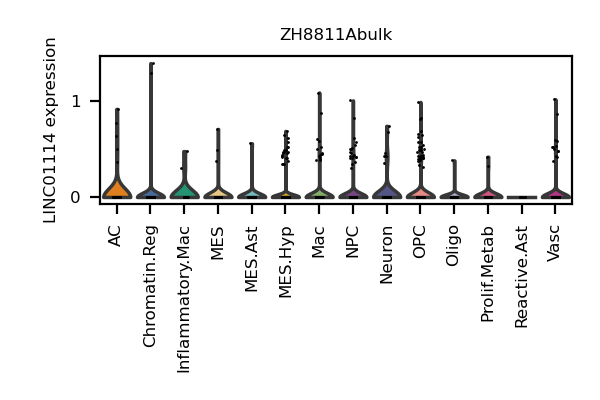 ZH8811Abulk
LINC01114 expression
1
0
AC
Chromatin.Reg
Inflammatory.Mac
MES
MES.Ast
MES.Hyp
Mac
NPC
Neuron
OPC
Oligo
Prolif.Metab
Reactive.Ast
Vasc